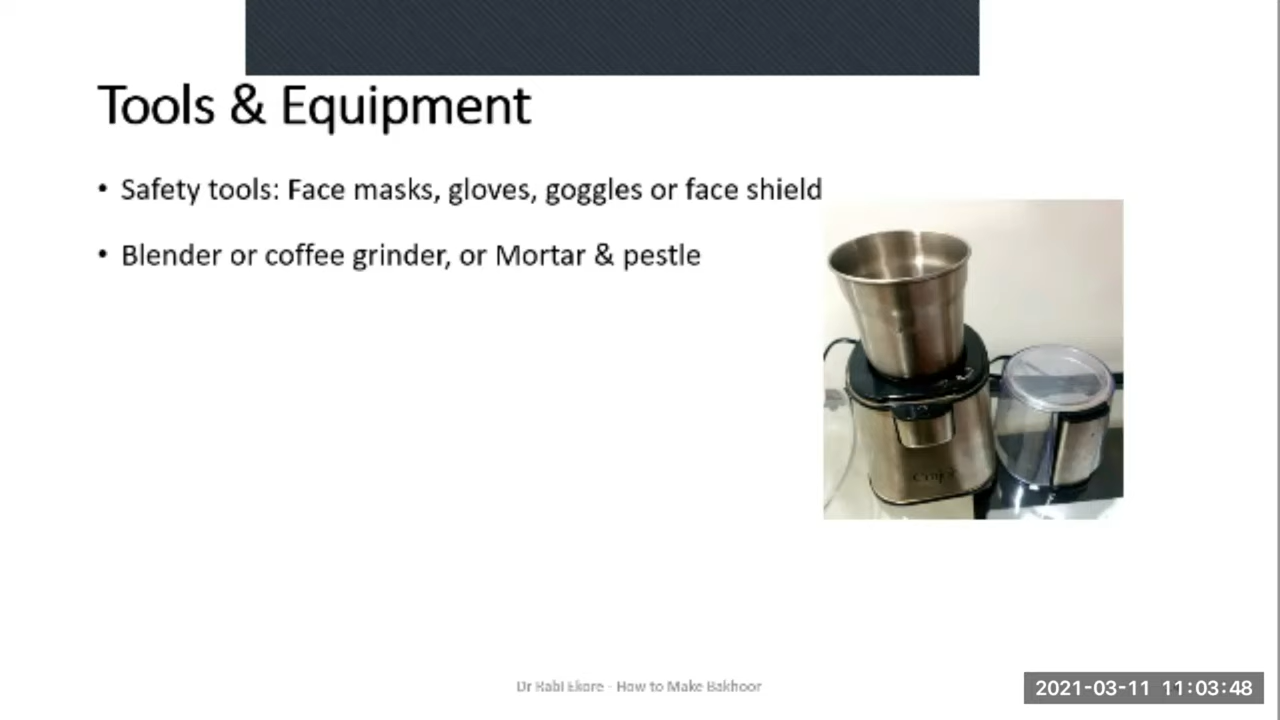 Tools & Equipment
• Safety tools: Face masks, gloves, goggles or face shield
• Blender or coffee grinder, or Mortar & pestle
Dr Rabi Ekore - How to Make Bakhoor
2021-03-11 11:03:48